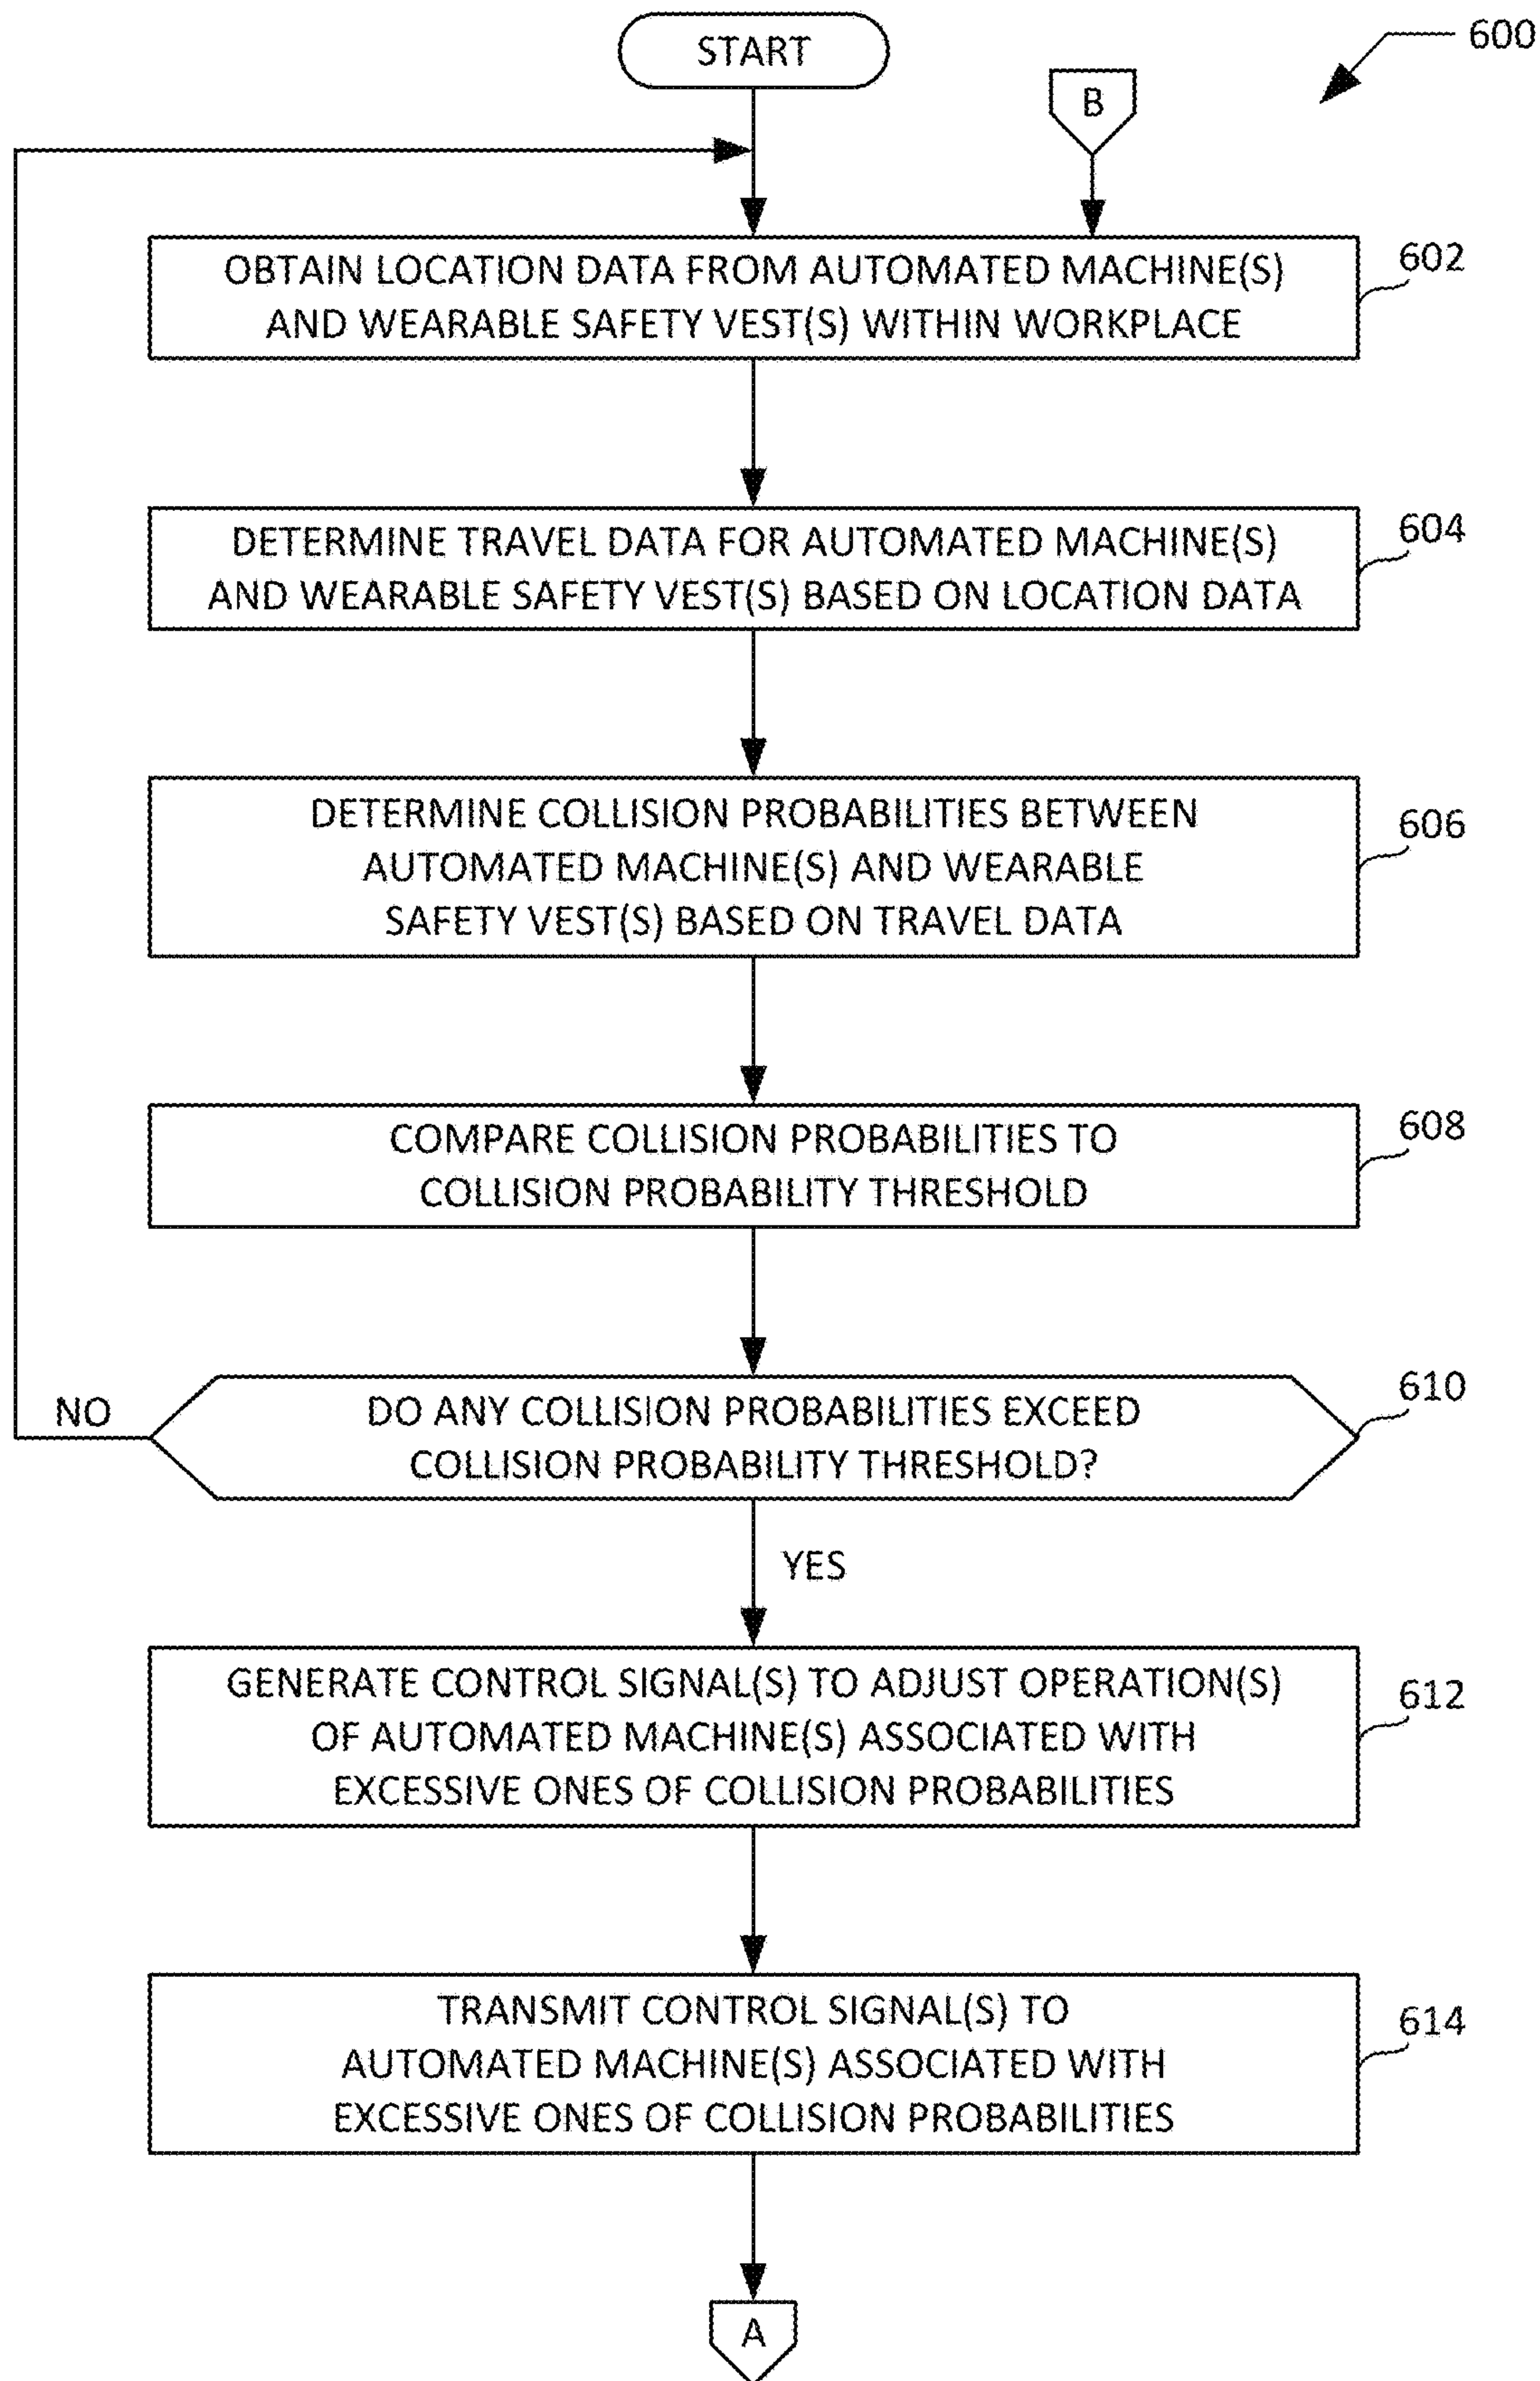 START
600
B
OBTAIN LOCATION DATA FROM AUTOMATED MACHINE(S)
AND WEARABLE SAFETY VEST(S) WITHIN WORKPLACE
602
DETERMINE TRAVEL DATA FOR AUTOMATED MACHINE(S)
AND WEARABLE SAFETY VEST(S) BASED ON LOCATION DATA
604
DETERMINE COLLISION PROBABILITIES BETWEEN
AUTOMATED MACHINE(S) AND WEARABLE
SAFETY VEST(S) BASED ON TRAVEL DATA
606
COMPARE COLLISION PROBABILITIES TO
COLLISION PROBABILITY THRESHOLD
608
NO
DO ANY COLLISION PROBABILITIES EXCEED
COLLISION PROBABILITY THRESHOLD?
610
YES
GENERATE CONTROL SIGNAL(S) TO ADJUST OPERATION(S)
OF AUTOMATED MACHINE(S) ASSOCIATED WITH
EXCESSIVE ONES OF COLLISION PROBABILITIES
612
TRANSMIT CONTROL SIGNAL(S) TO
AUTOMATED MACHINE(S) ASSOCIATED WITH
EXCESSIVE ONES OF COLLISION PROBABILITIES
614
A